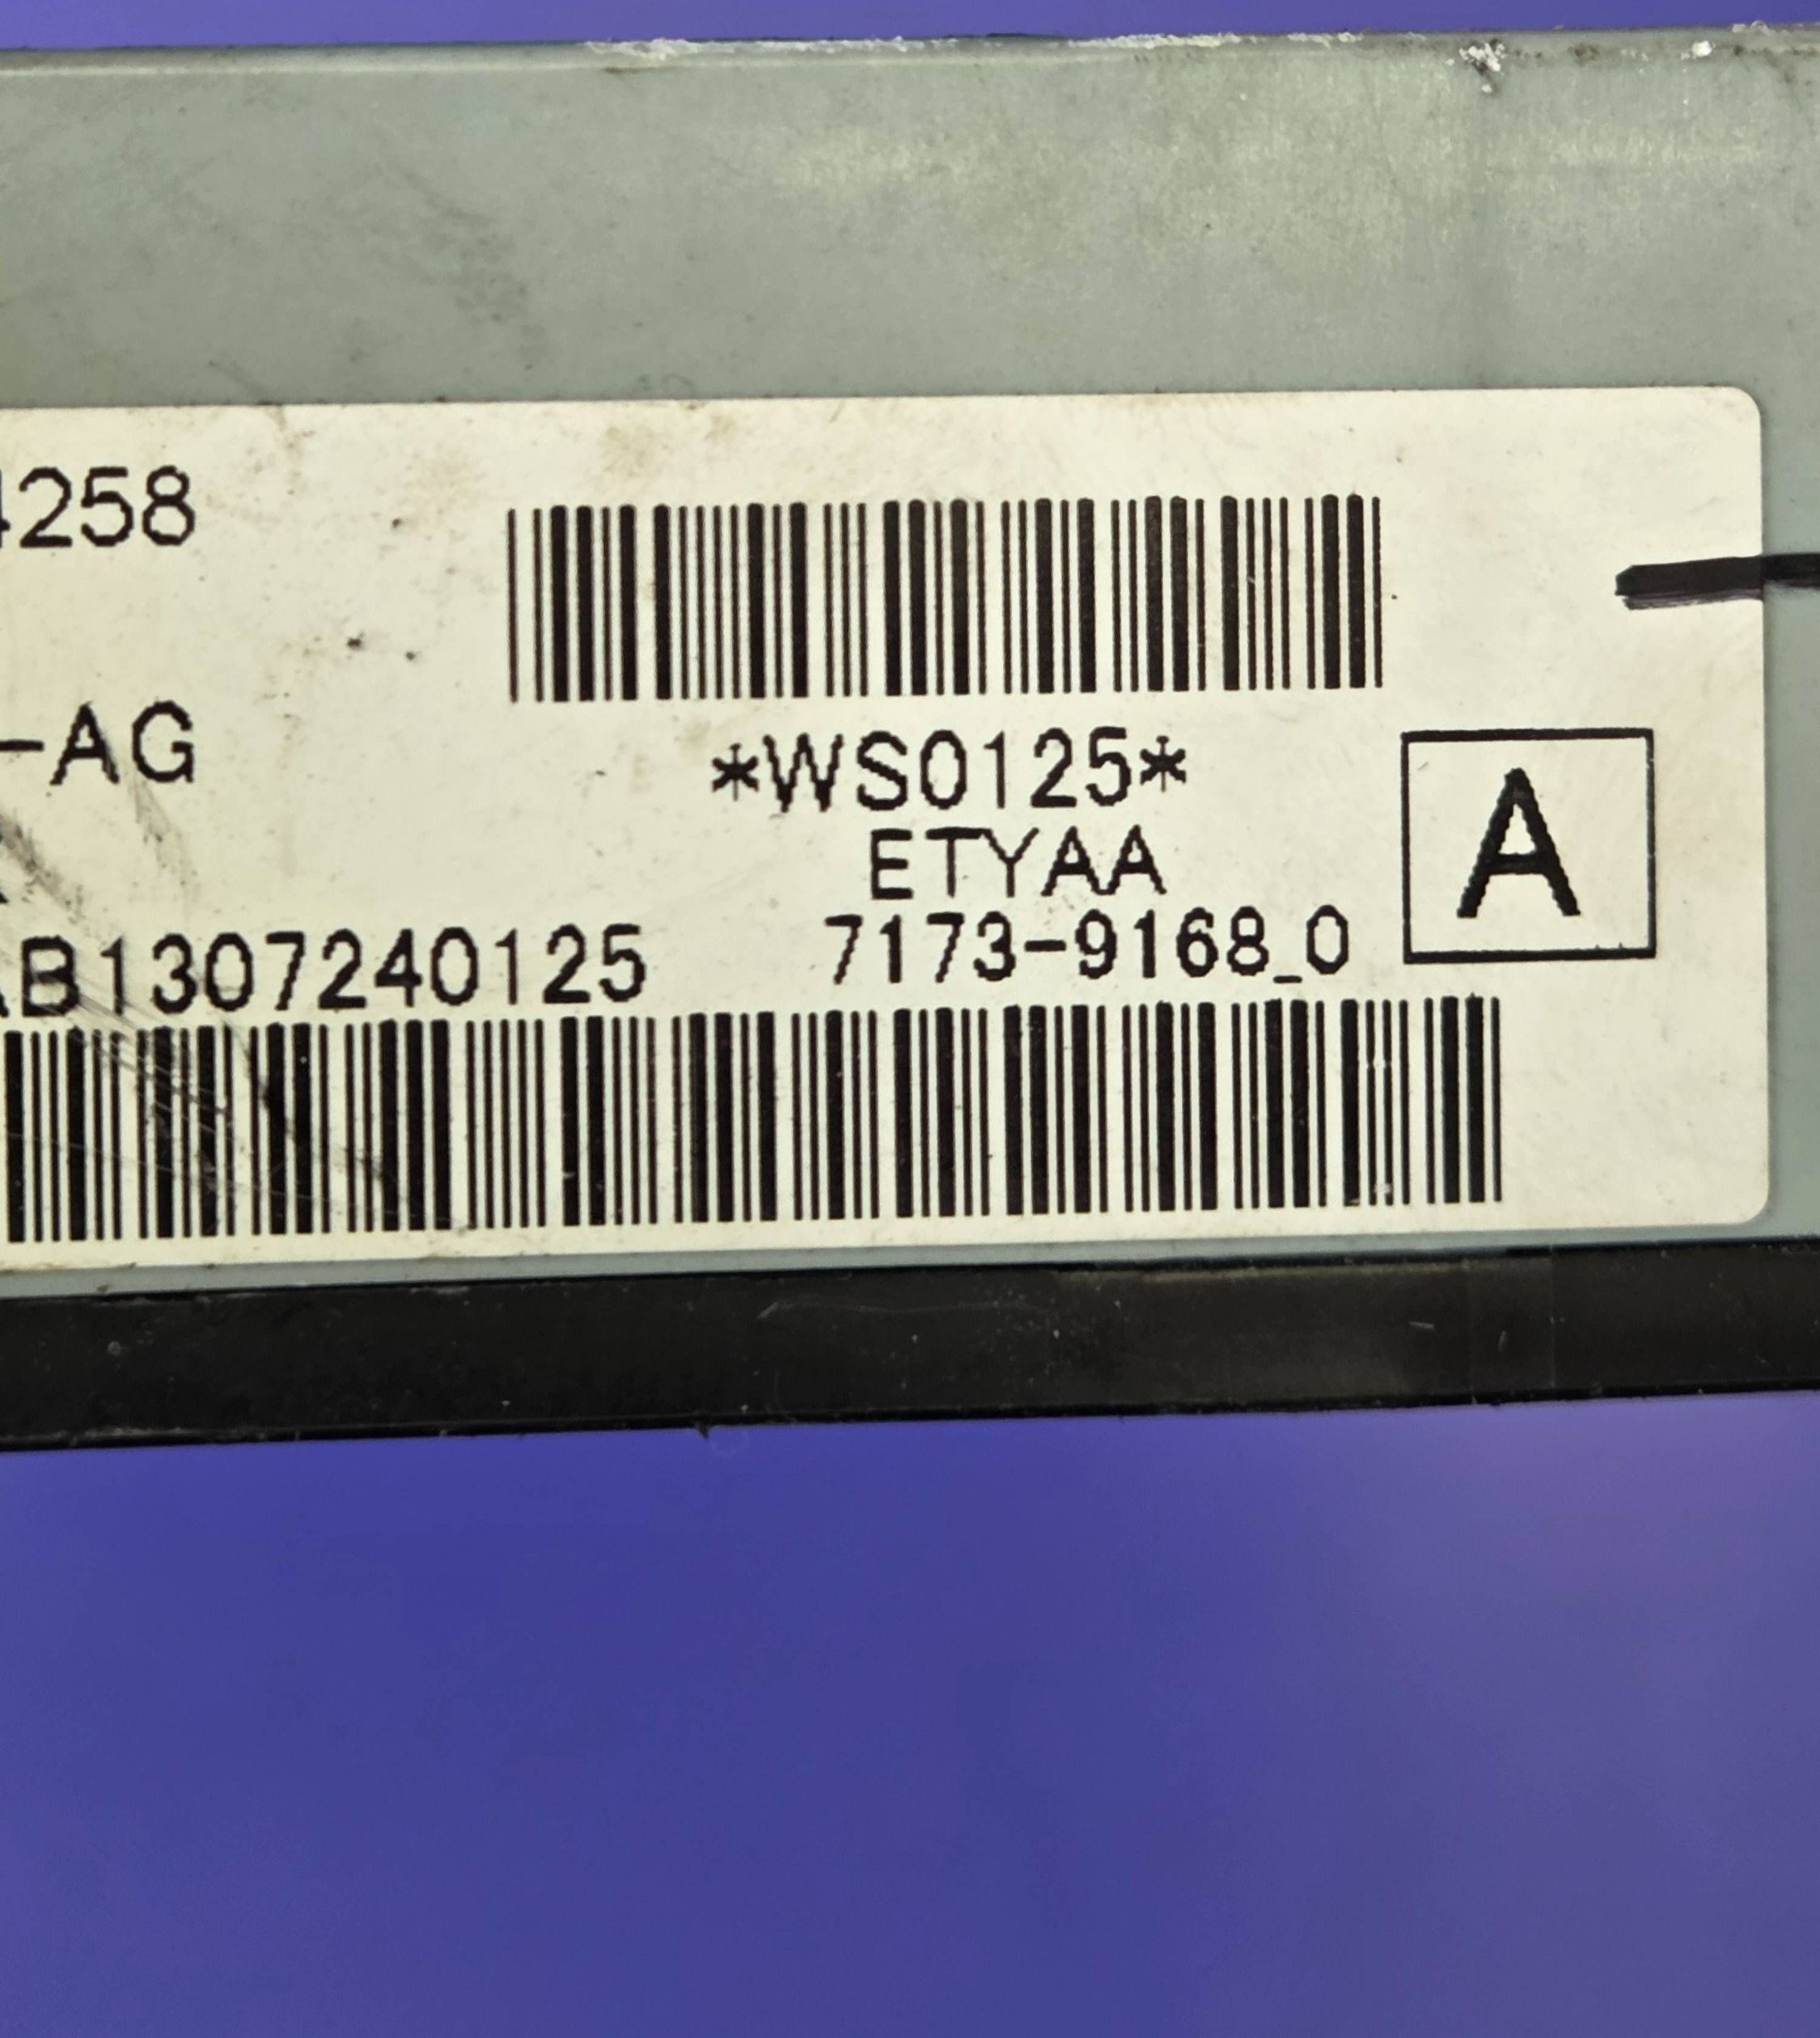 4258
-AG
*WS0125*
ETYAA
A
AB1307240125
7173-9168_0